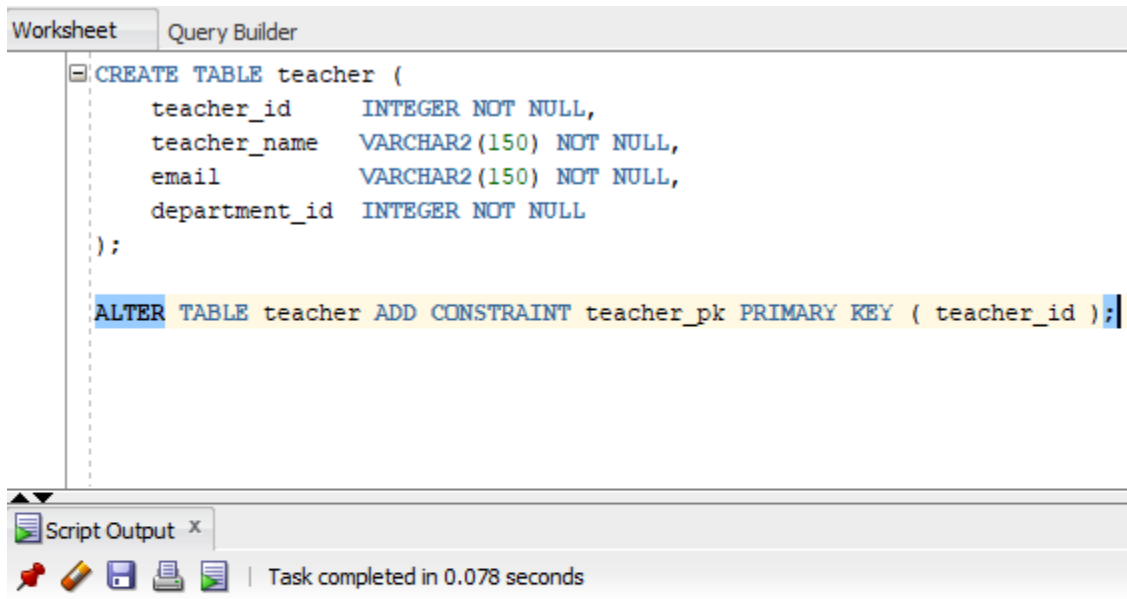 Worksheet Query Builder
CREATE TABLE teacher (
    teacher_id     INTEGER NOT NULL,
    teacher_name   VARCHAR2(150) NOT NULL,
    email          VARCHAR2(150) NOT NULL,
    department_id  INTEGER NOT NULL
);
ALTER TABLE teacher ADD CONSTRAINT teacher_pk PRIMARY KEY ( teacher_id );
Script Output x
Task completed in 0.078 seconds